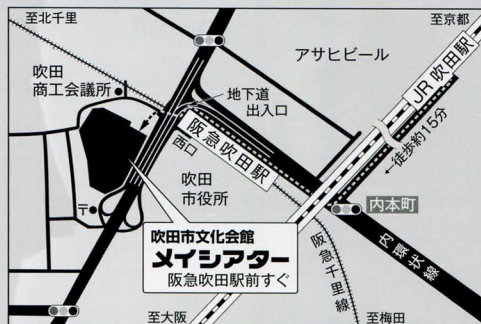 至北千里
至京都
アサヒビール
JR吹田駅
吹田
商工会議所
地下道
出入口
阪急吹田駅
西口
←徒歩約15分
吹田
市役所
〒
内本町
吹田市文化会館
メイシアター
阪急吹田駅前すぐ
阪急千里線
内環状線
至大阪
至梅田